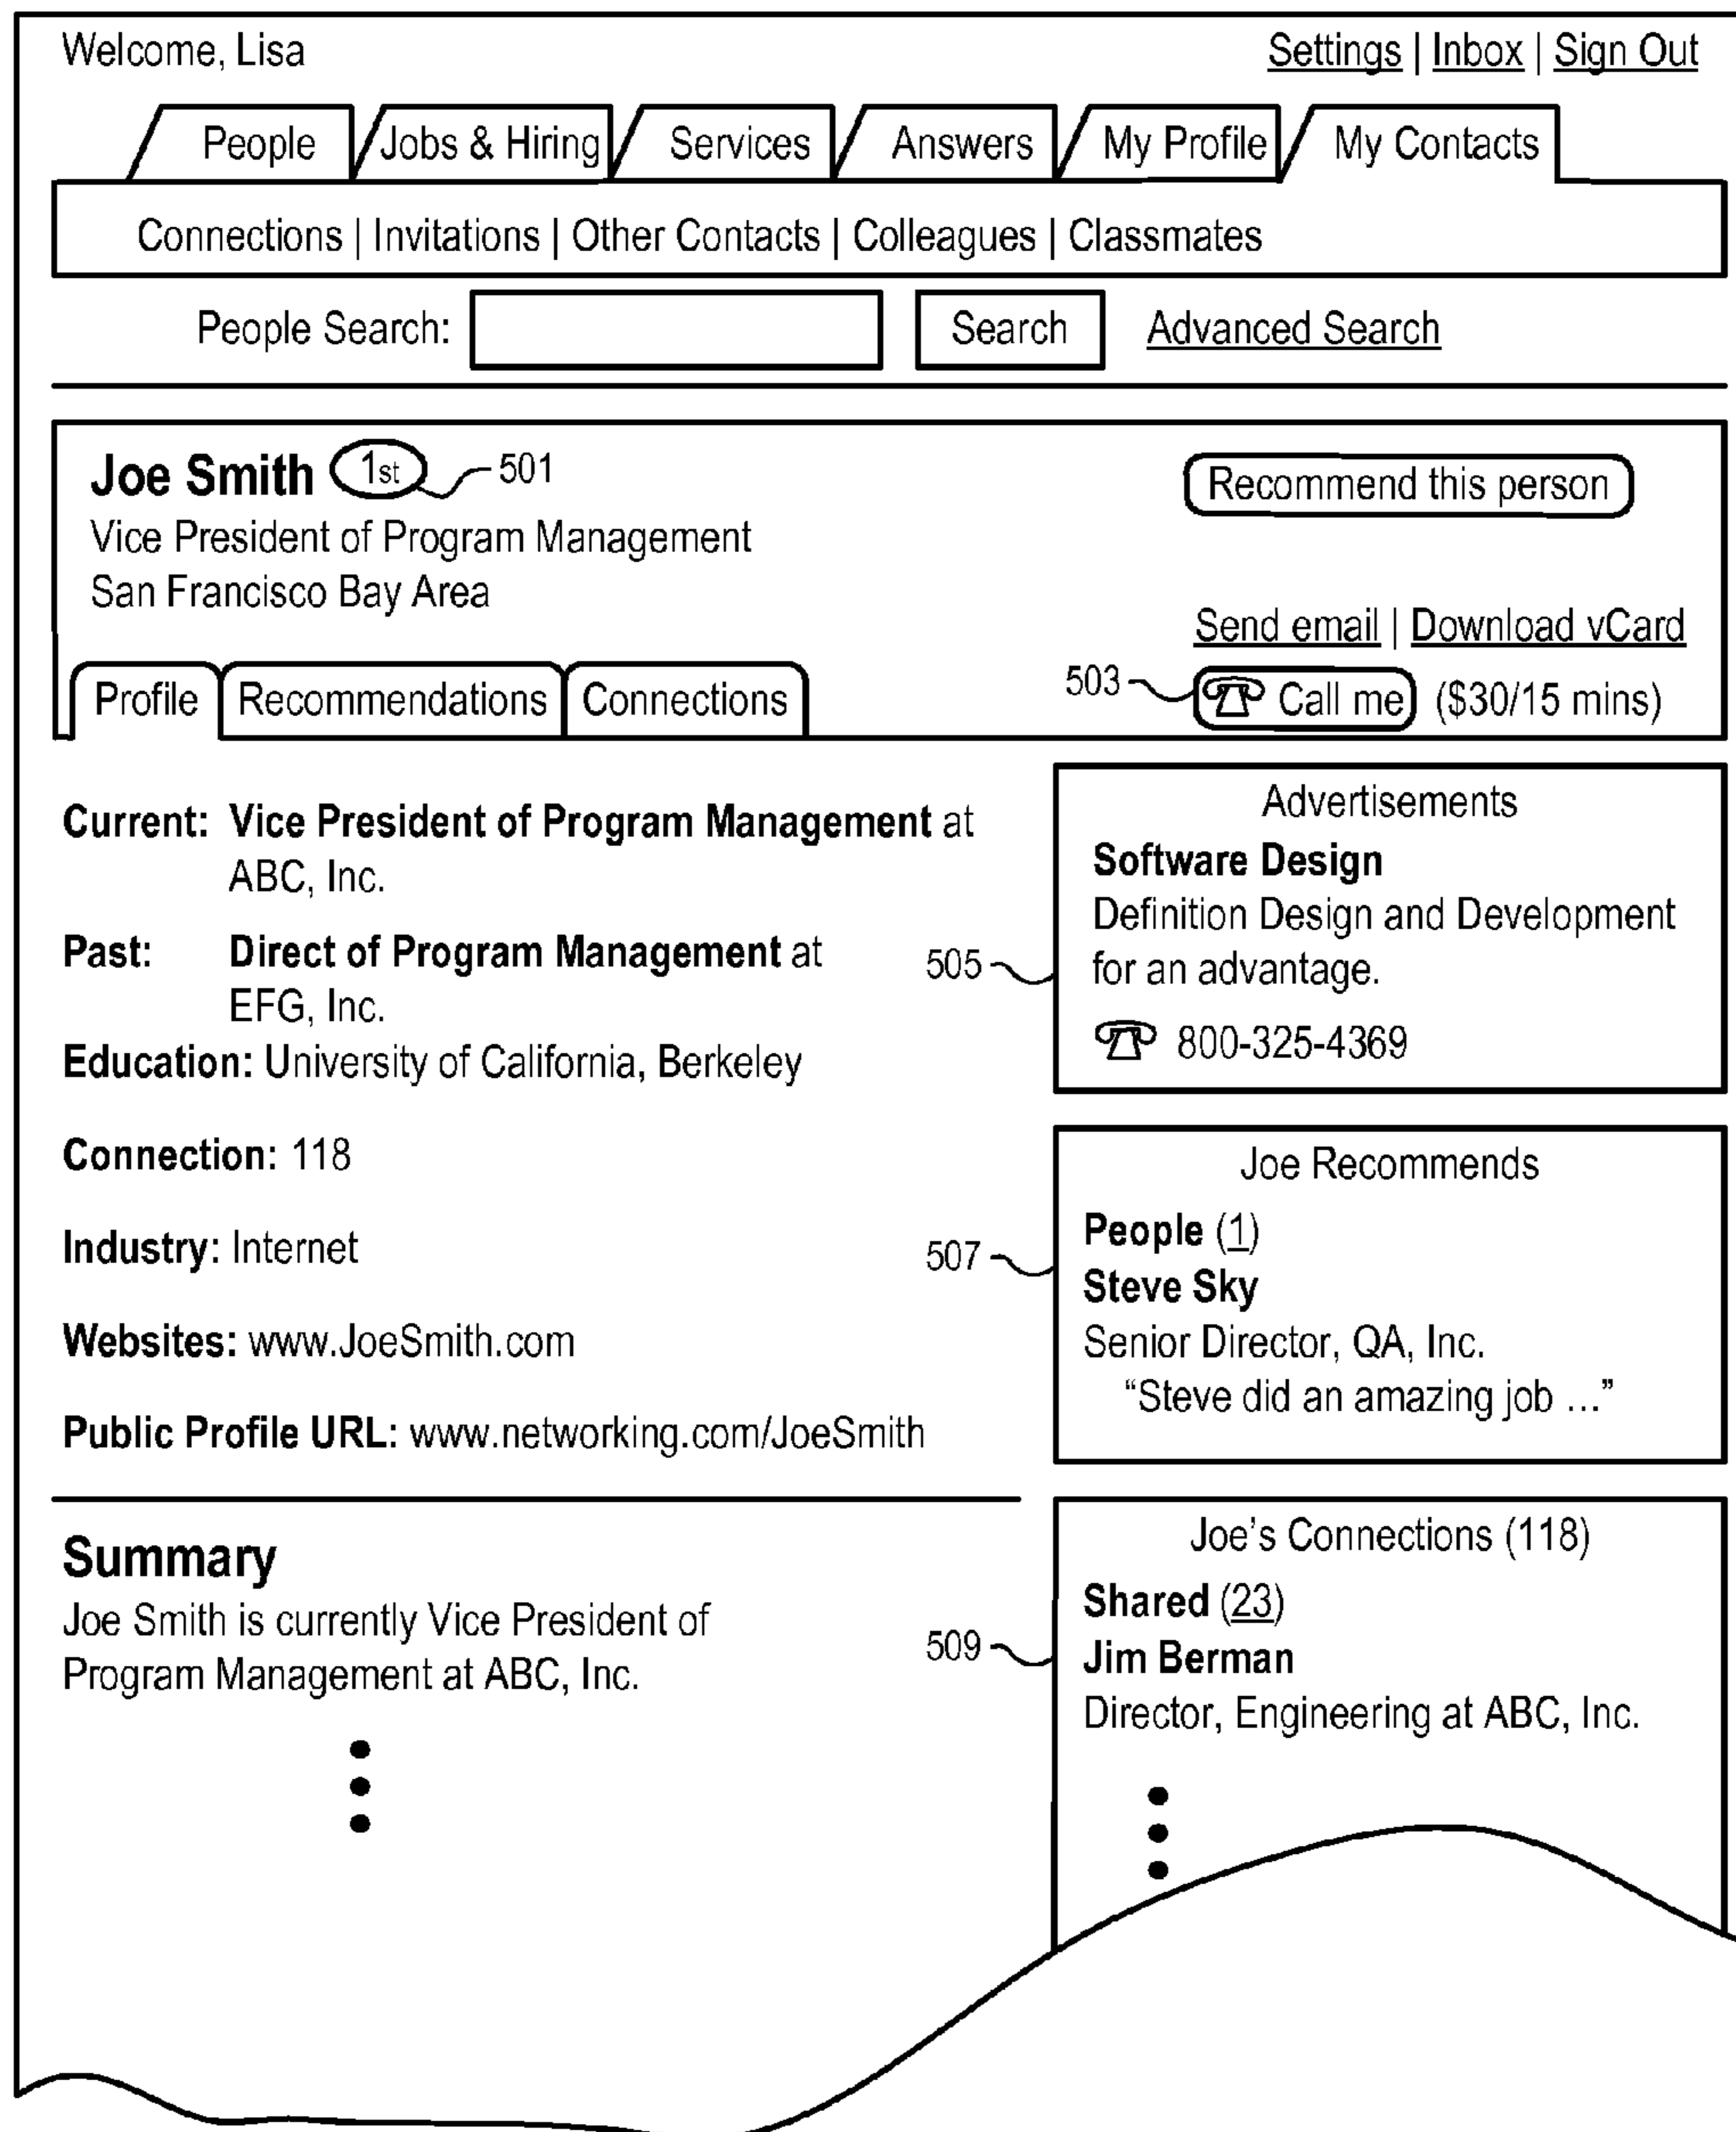 Welcome, Lisa
Settings | Inbox | Sign Out
People
Jobs & Hiring
Services
Answers
My Profile
My Contacts
Connections | Invitations | Other Contacts | Colleagues | Classmates
People Search:
Search
Advanced Search
Joe Smith 1st
501
Recommend this person
Vice President of Program Management
San Francisco Bay Area
Send email | Download vCard
503
Call me ($30/15 mins)
Profile
Recommendations
Connections
Current: Vice President of Program Management at
ABC, Inc.
Past: Direct of Program Management at
EFG, Inc.
Education: University of California, Berkeley
Connection: 118
Industry: Internet
Websites: www.JoeSmith.com
Public Profile URL: www.networking.com/JoeSmith
Summary
Joe Smith is currently Vice President of
Program Management at ABC, Inc.
505
Advertisements
Software Design
Definition Design and Development
for an advantage.
800-325-4369
507
Joe Recommends
People (1)
Steve Sky
Senior Director, QA, Inc.
“Steve did an amazing job ...”
509
Joe’s Connections (118)
Shared (23)
Jim Berman
Director, Engineering at ABC, Inc.